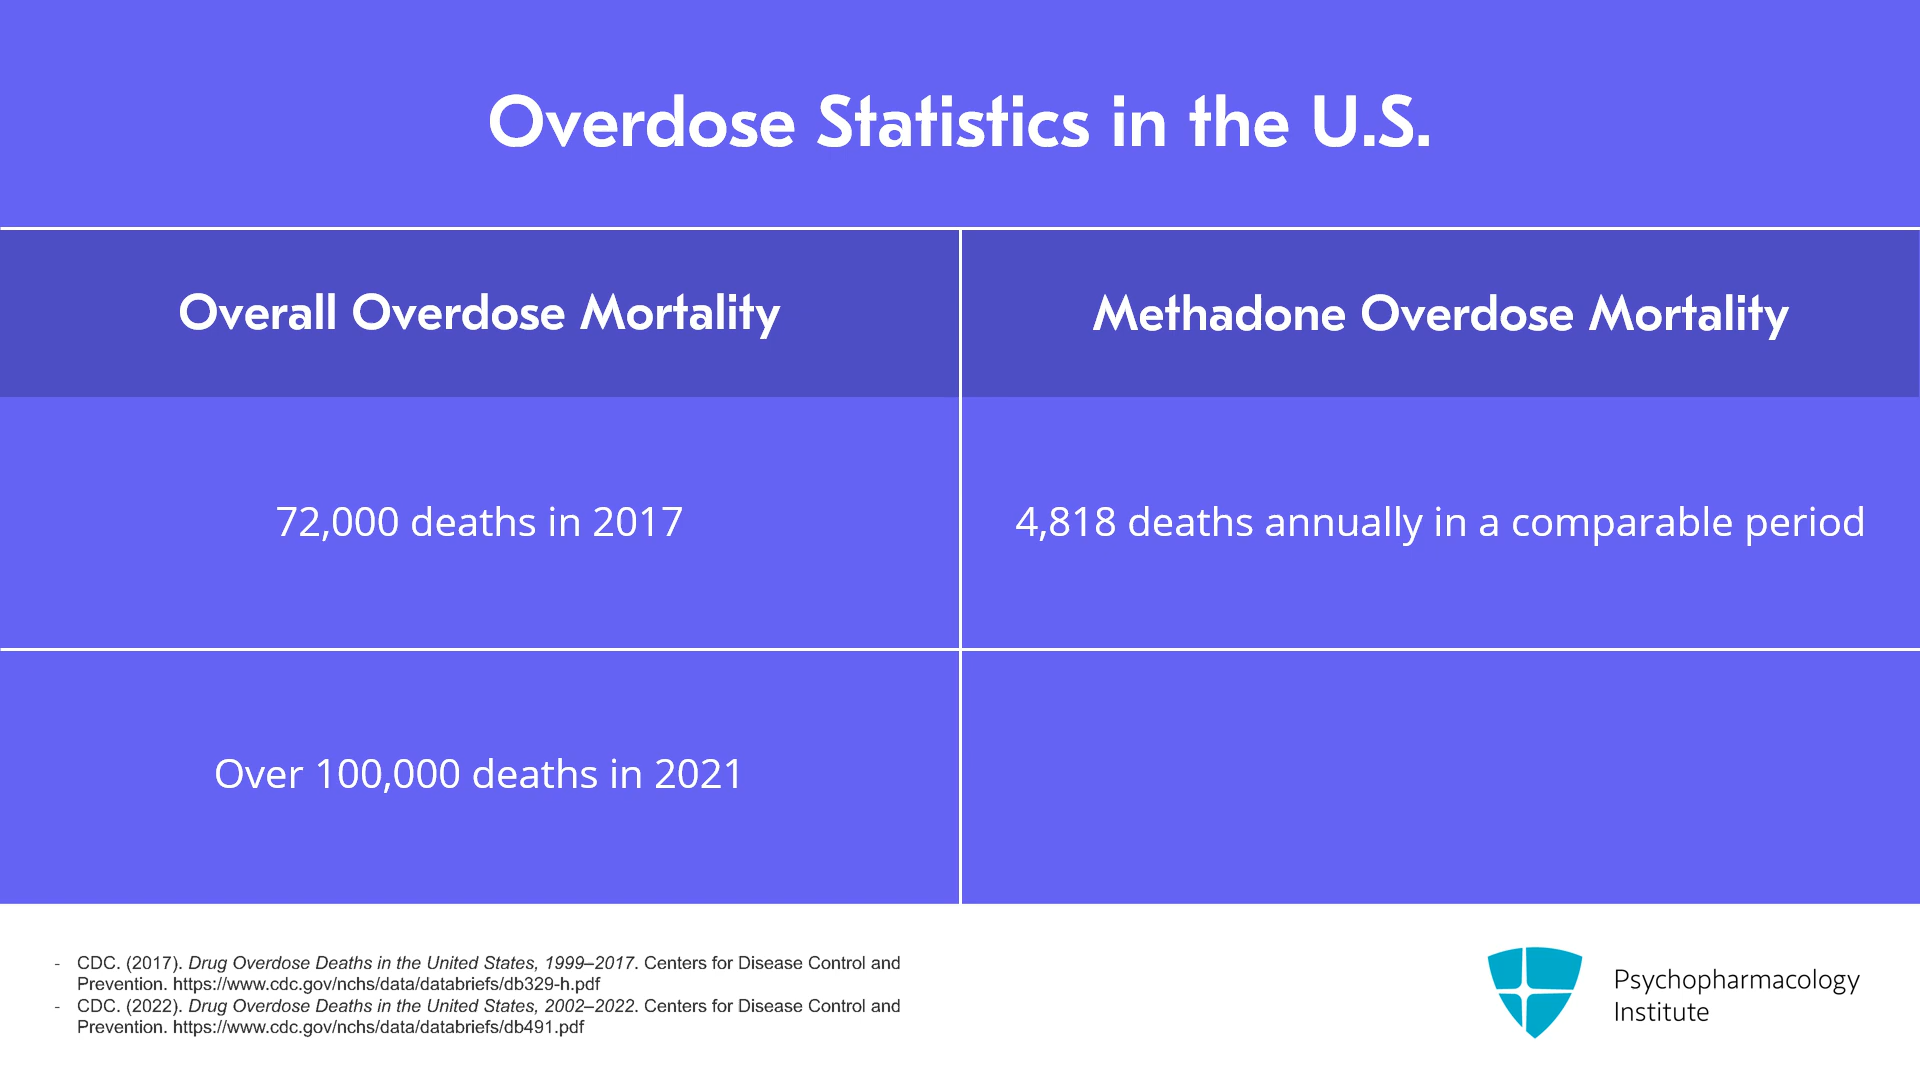 Overdose Statistics in the U.S.
Overall Overdose Mortality
Methadone Overdose Mortality
72,000 deaths in 2017
4,818 deaths annually in a comparable period
Over 100,000 deaths in 2021
- CDC. (2017). Drug Overdose Deaths in the United States, 1999–2017. Centers for Disease Control and
Prevention. https://www.cdc.gov/nchs/data/databriefs/db329-h.pdf
- CDC. (2022). Drug Overdose Deaths in the United States, 2002–2022. Centers for Disease Control and
Prevention. https://www.cdc.gov/nchs/data/databriefs/db491.pdf
Psychopharmacology
Institute